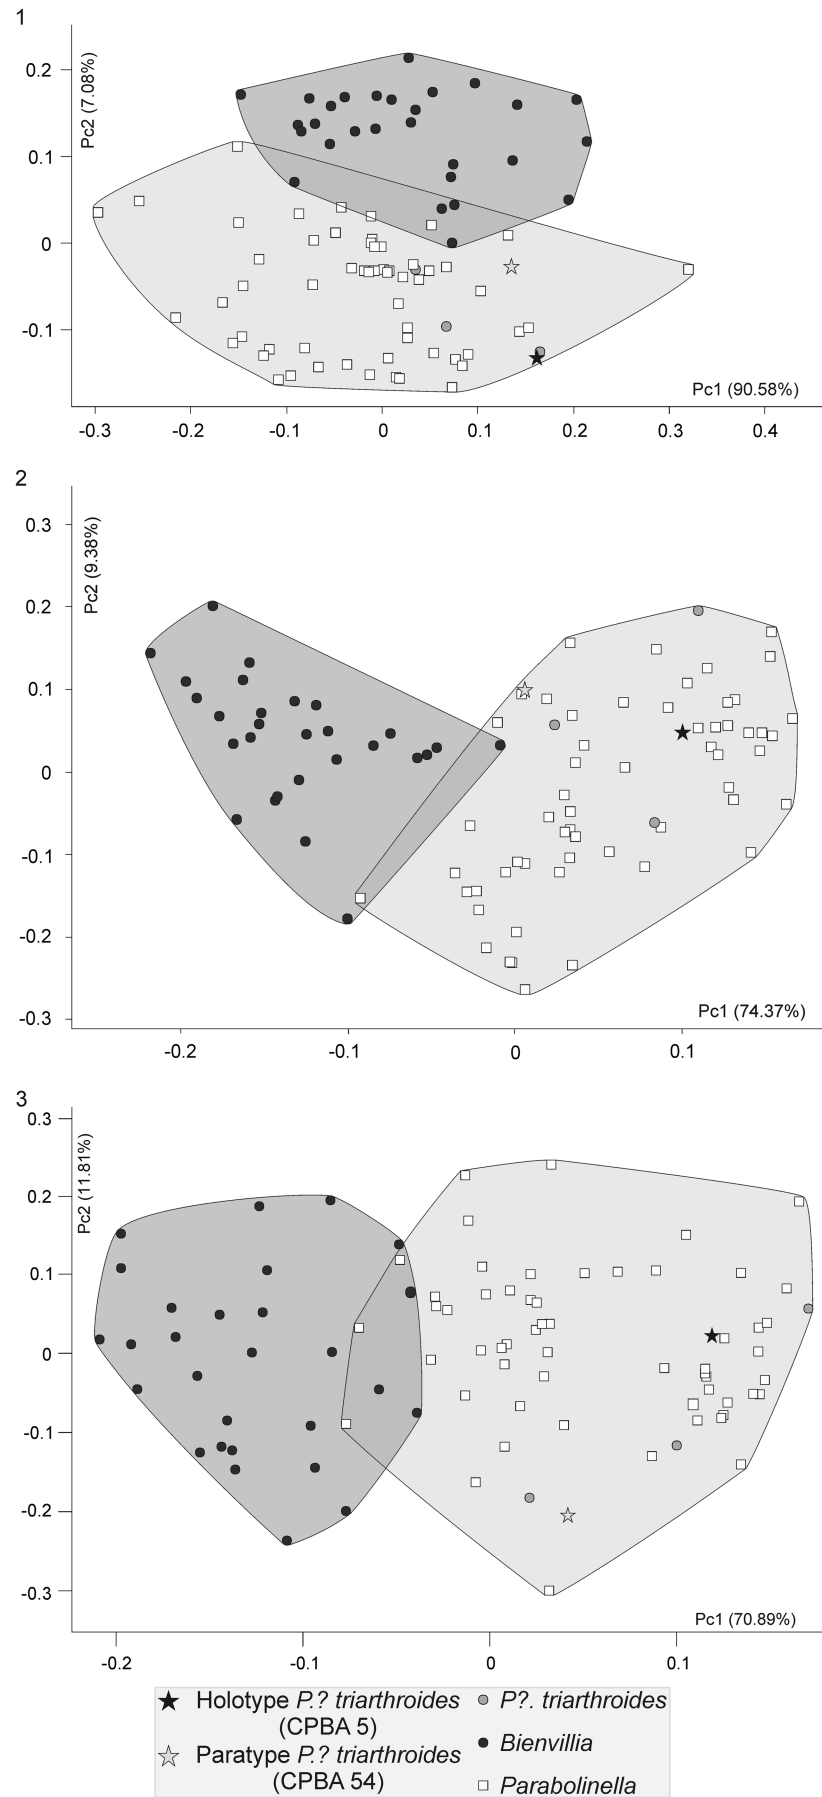 1
Pc2 (7.08%)
0.2
0.1
0
-0.1
Pc1 (90.58%)
-0.3 -0.2 -0.1 0 0.1 0.2 0.3 0.4
2
Pc2 (9.38%)
0.3
0.2
0.1
0
-0.1
-0.2
-0.3
Pc1 (74.37%)
-0.2 -0.1 0 0.1
3
Pc2 (11.81%)
0.3
0.2
0.1
0
-0.1
-0.2
-0.3
Pc1 (70.89%)
-0.2 -0.1 0 0.1
Holotype P.? triarthroides
(CPBA 5)
Paratype P.? triarthroides
(CPBA 54)
P?. triarthroides
Bienvillia
Parabolinella